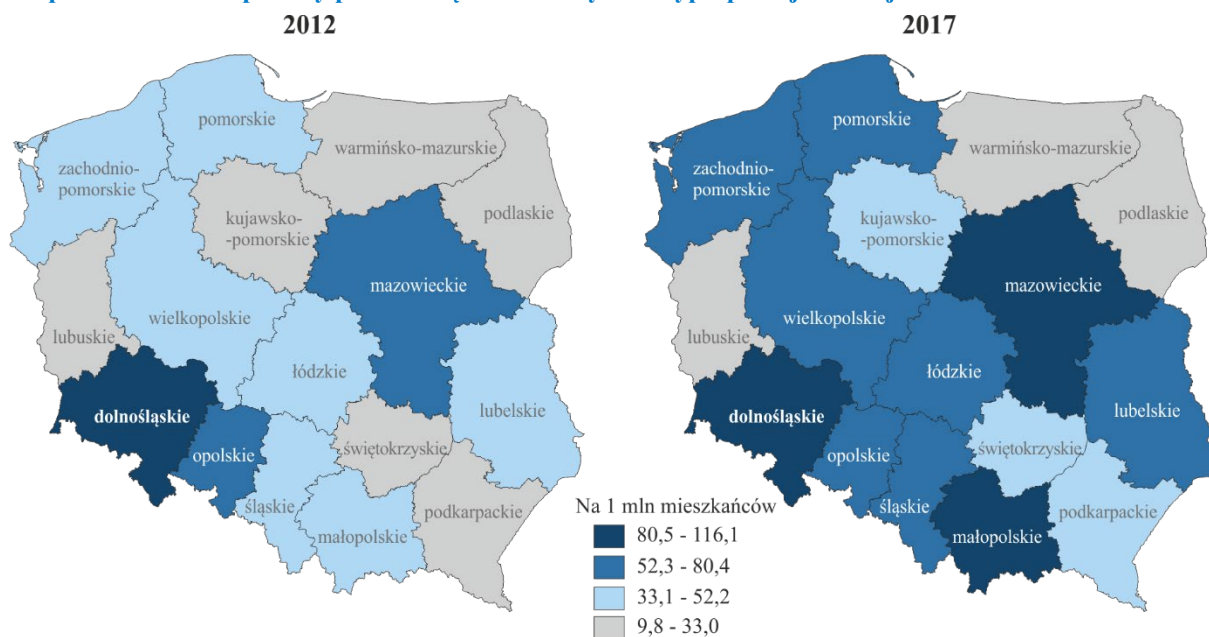 2012
2017
pomorskie
warmińsko-mazurskie
zachodnio-
pomorskie
podlaskie
kujawsko-
-pomorskie
mazowieckie
wielkopolskie
lubuskie
łódzkie
dolnośląskie
lubelskie
opolskie
świętokrzyskie
śląskie
podkarpackie
małopolskie
pomorskie
warmińsko-mazurskie
zachodnio-
pomorskie
podlaskie
kujawsko-
-pomorskie
mazowieckie
wielkopolskie
lubuskie
łódzkie
dolnośląskie
lubelskie
opolskie
świętokrzyskie
śląskie
podkarpackie
małopolskie
Na 1 mln mieszkańców
80,5 - 116,1
52,3 - 80,4
33,1 - 52,2
9,8 - 33,0